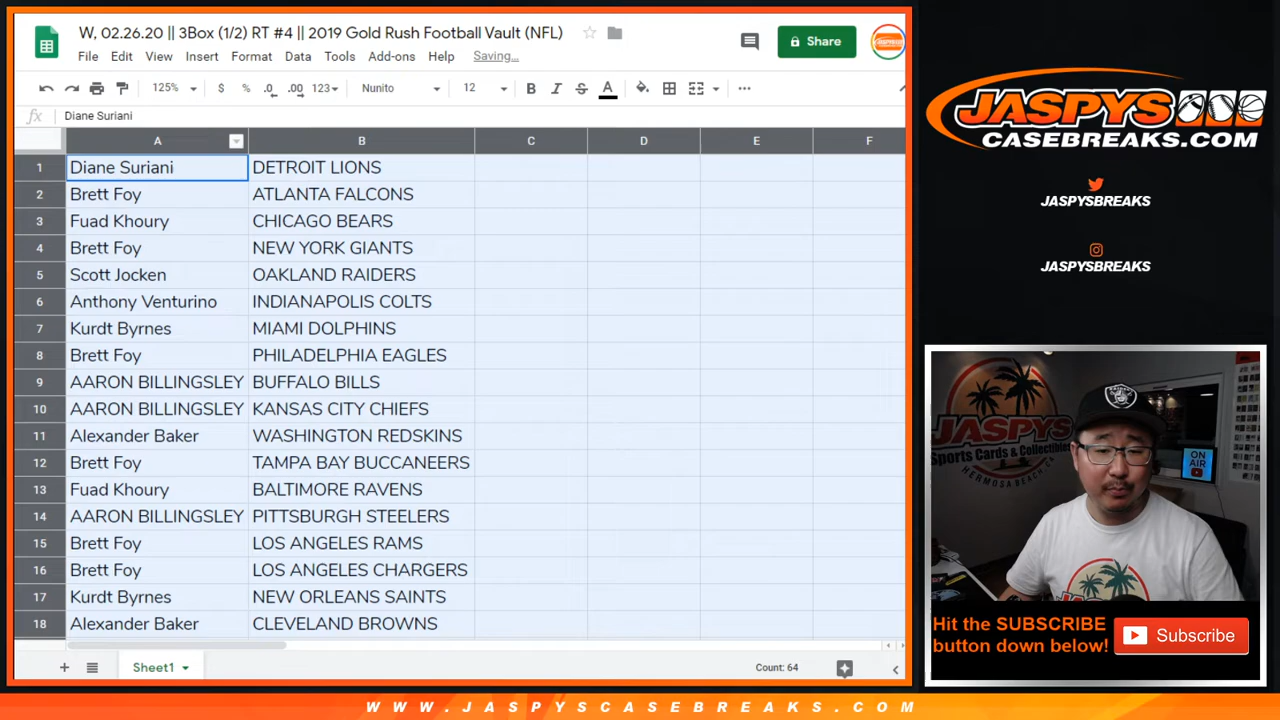 W, 02.26.20 || 3Box (1/2) RT #4 || 2019 Gold Rush Football Vault (NFL)
File Edit View Insert Format Data Tools Add-ons Help Saving...
Share
125% $ % .0 .00 123 Nunito 12 B I S A
fx Diane Suriani
A B C D E F
1 Diane Suriani DETROIT LIONS
2 Brett Foy ATLANTA FALCONS
3 Fuad Khoury CHICAGO BEARS
4 Brett Foy NEW YORK GIANTS
5 Scott Jocken OAKLAND RAIDERS
6 Anthony Venturino INDIANAPOLIS COLTS
7 Kurdt Byrnes MIAMI DOLPHINS
8 Brett Foy PHILADELPHIA EAGLES
9 AARON BILLINGSLEY BUFFALO BILLS
10 AARON BILLINGSLEY KANSAS CITY CHIEFS
11 Alexander Baker WASHINGTON REDSKINS
12 Brett Foy TAMPA BAY BUCCANEERS
13 Fuad Khoury BALTIMORE RAVENS
14 AARON BILLINGSLEY PITTSBURGH STEELERS
15 Brett Foy LOS ANGELES RAMS
16 Brett Foy LOS ANGELES CHARGERS
17 Kurdt Byrnes NEW ORLEANS SAINTS
18 Alexander Baker CLEVELAND BROWNS
Sheet1
Count: 64
JASPYS
CASEBREAKS.COM
JASPYSBREAKS
JASPYSBREAKS
JASPYS
Sports Cards & Collectibles
HERMOSA BEACH, CA
ON
AIR
Hit the SUBSCRIBE
button down below!
Subscribe
WWW.JASPYSCASEBREAKS.COM